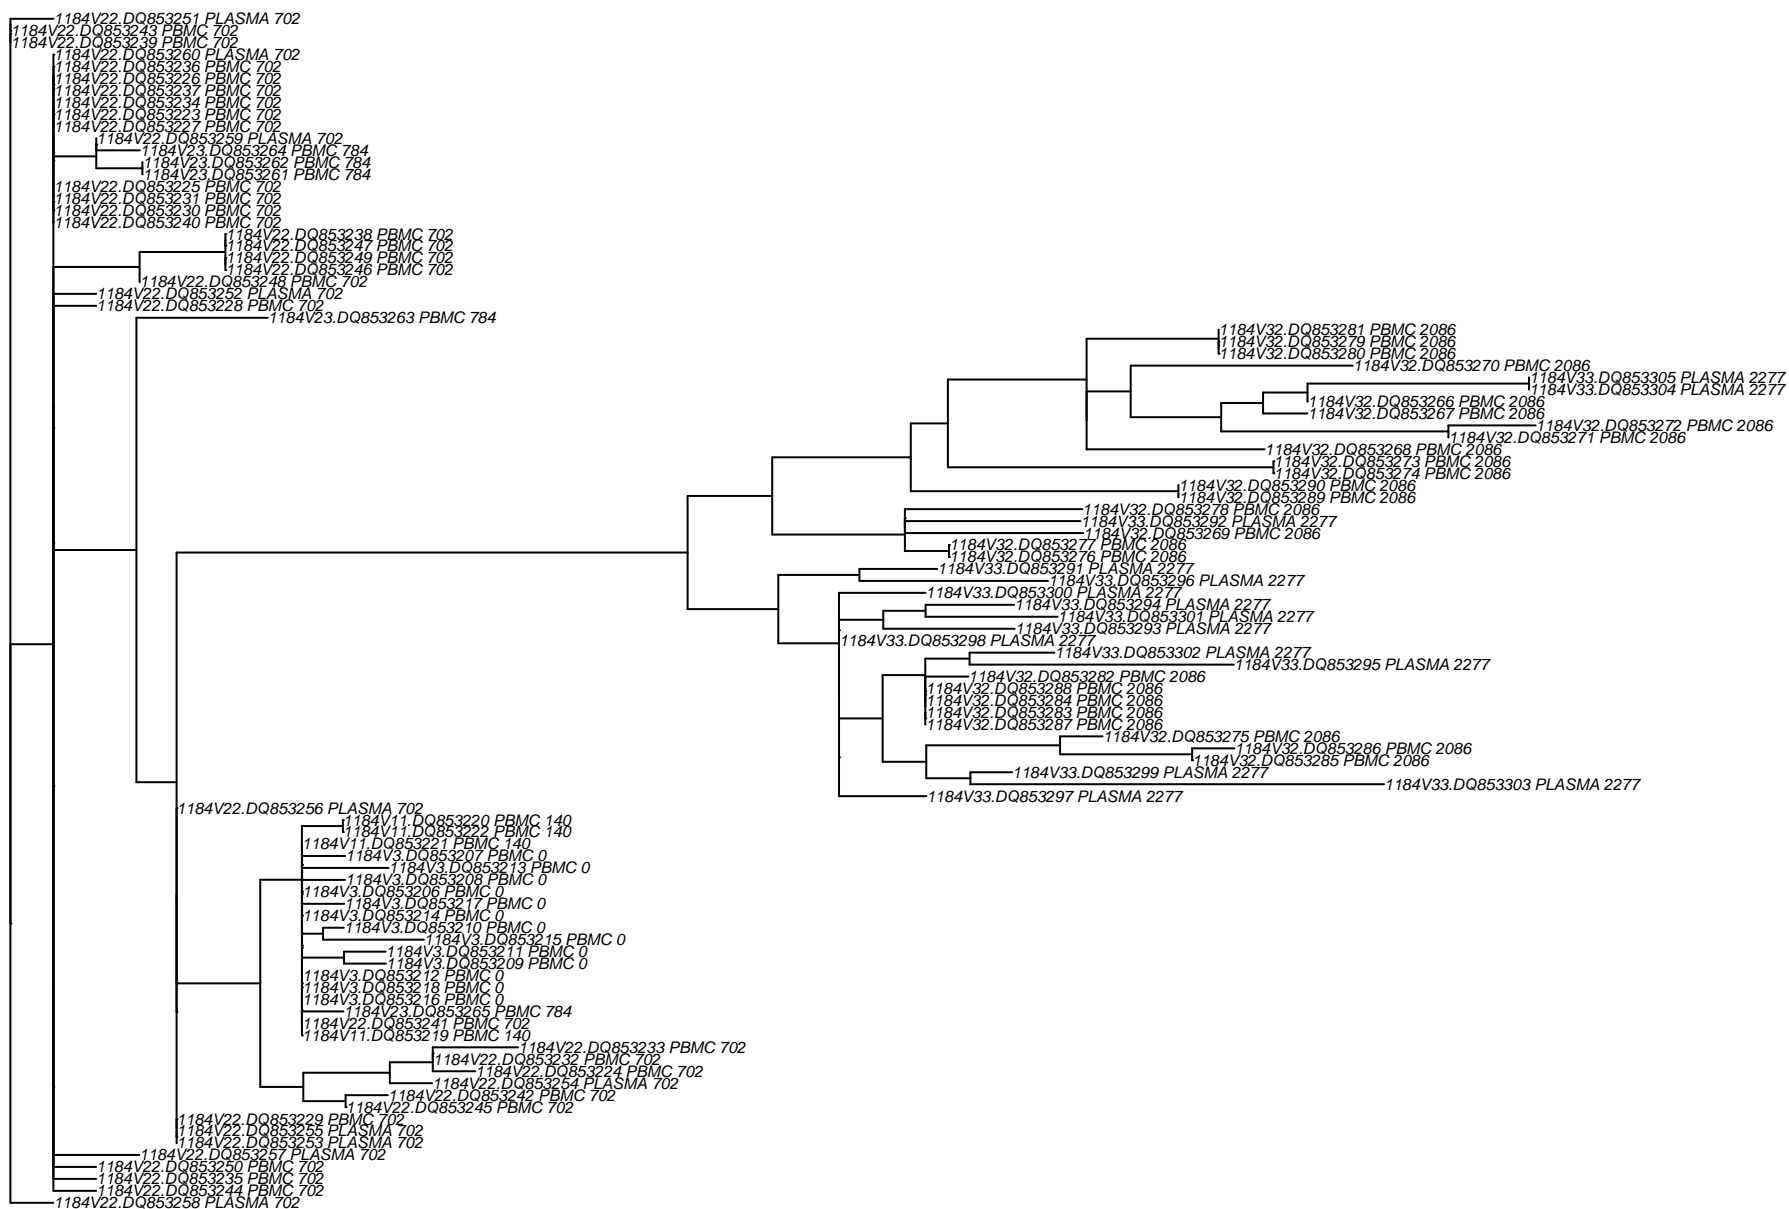 1184V22.DQ853251 PLASMA 702
1184V22.DQ853243 PBMC 702
1184V22.DQ853239 PBMC 702
1184V22.DQ853260 PLASMA 702
1184V22.DQ853236 PBMC 702
1184V22.DQ853226 PBMC 702
1184V22.DQ853237 PBMC 702
1184V22.DQ853234 PBMC 702
1184V22.DQ853223 PBMC 702
1184V22.DQ853227 PBMC 702
1184V22.DQ853259 PLASMA 702
1184V23.DQ853264 PBMC 784
1184V23.DQ853262 PBMC 784
1184V23.DQ853261 PBMC 784
1184V22.DQ853225 PBMC 702
1184V22.DQ853231 PBMC 702
1184V22.DQ853230 PBMC 702
1184V22.DQ853240 PBMC 702
1184V22.DQ853238 PBMC 702
1184V22.DQ853247 PBMC 702
1184V22.DQ853249 PBMC 702
1184V22.DQ853246 PBMC 702
1184V22.DQ853248 PBMC 702
1184V22.DQ853252 PLASMA 702
1184V22.DQ853228 PBMC 702
1184V23.DQ853263 PBMC 784
1184V32.DQ853281 PBMC 2086
1184V32.DQ853279 PBMC 2086
1184V32.DQ853280 PBMC 2086
1184V32.DQ853270 PBMC 2086
1184V33.DQ853305 PLASMA 2277
1184V33.DQ853304 PLASMA 2277
1184V32.DQ853266 PBMC 2086
1184V32.DQ853267 PBMC 2086
1184V32.DQ853272 PBMC 2086
1184V32.DQ853271 PBMC 2086
1184V32.DQ853268 PBMC 2086
1184V32.DQ853273 PBMC 2086
1184V32.DQ853274 PBMC 2086
1184V32.DQ853290 PBMC 2086
1184V32.DQ853289 PBMC 2086
1184V32.DQ853278 PBMC 2086
1184V33.DQ853292 PLASMA 2277
1184V32.DQ853269 PBMC 2086
1184V32.DQ853277 PBMC 2086
1184V32.DQ853276 PBMC 2086
1184V33.DQ853291 PLASMA 2277
1184V33.DQ853296 PLASMA 2277
1184V33.DQ853300 PLASMA 2277
1184V33.DQ853294 PLASMA 2277
1184V33.DQ853301 PLASMA 2277
1184V33.DQ853293 PLASMA 2277
1184V33.DQ853298 PLASMA 2277
1184V33.DQ853302 PLASMA 2277
1184V33.DQ853295 PLASMA 2277
1184V32.DQ853282 PBMC 2086
1184V32.DQ853288 PBMC 2086
1184V32.DQ853284 PBMC 2086
1184V32.DQ853283 PBMC 2086
1184V32.DQ853287 PBMC 2086
1184V32.DQ853275 PBMC 2086
1184V32.DQ853286 PBMC 2086
1184V32.DQ853285 PBMC 2086
1184V33.DQ853299 PLASMA 2277
1184V33.DQ853303 PLASMA 2277
1184V33.DQ853297 PLASMA 2277
1184V22.DQ853256 PLASMA 702
1184V11.DQ853220 PBMC 140
1184V11.DQ853222 PBMC 140
1184V11.DQ853221 PBMC 140
1184V3.DQ853207 PBMC 0
1184V3.DQ853213 PBMC 0
1184V3.DQ853208 PBMC 0
1184V3.DQ853206 PBMC 0
1184V3.DQ853217 PBMC 0
1184V3.DQ853214 PBMC 0
1184V3.DQ853210 PBMC 0
1184V3.DQ853215 PBMC 0
1184V3.DQ853211 PBMC 0
1184V3.DQ853209 PBMC 0
1184V3.DQ853212 PBMC 0
1184V3.DQ853218 PBMC 0
1184V3.DQ853216 PBMC 0
1184V23.DQ853265 PBMC 784
1184V22.DQ853241 PBMC 702
1184V11.DQ853219 PBMC 140
1184V22.DQ853233 PBMC 702
1184V22.DQ853232 PBMC 702
1184V22.DQ853224 PBMC 702
1184V22.DQ853254 PLASMA 702
1184V22.DQ853242 PBMC 702
1184V22.DQ853245 PBMC 702
1184V22.DQ853229 PBMC 702
1184V22.DQ853255 PLASMA 702
1184V22.DQ853253 PLASMA 702
1184V22.DQ853257 PLASMA 702
1184V22.DQ853250 PBMC 702
1184V22.DQ853235 PBMC 702
1184V22.DQ853244 PBMC 702
1184V22.DQ853258 PLASMA 702